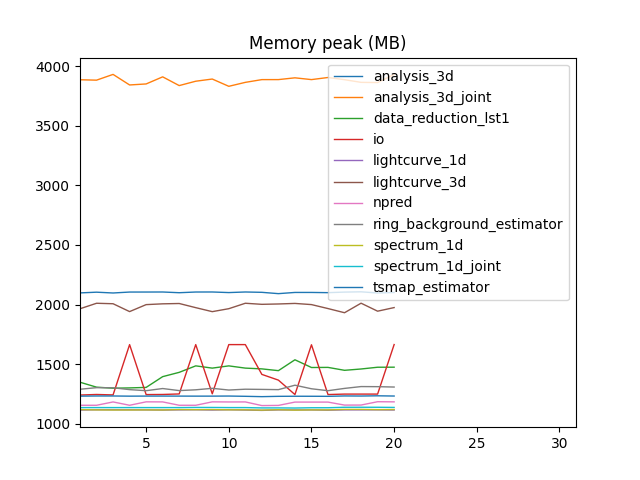 Memory peak (MB)
4000
3500
3000
2500
2000
1500
1000
analysis_3d
analysis_3d_joint
data_reduction_lst1
io
lightcurve_1d
lightcurve_3d
npred
ring_background_estimator
spectrum_1d
spectrum_1d_joint
tsmap_estimator
5 10 15 20 25 30